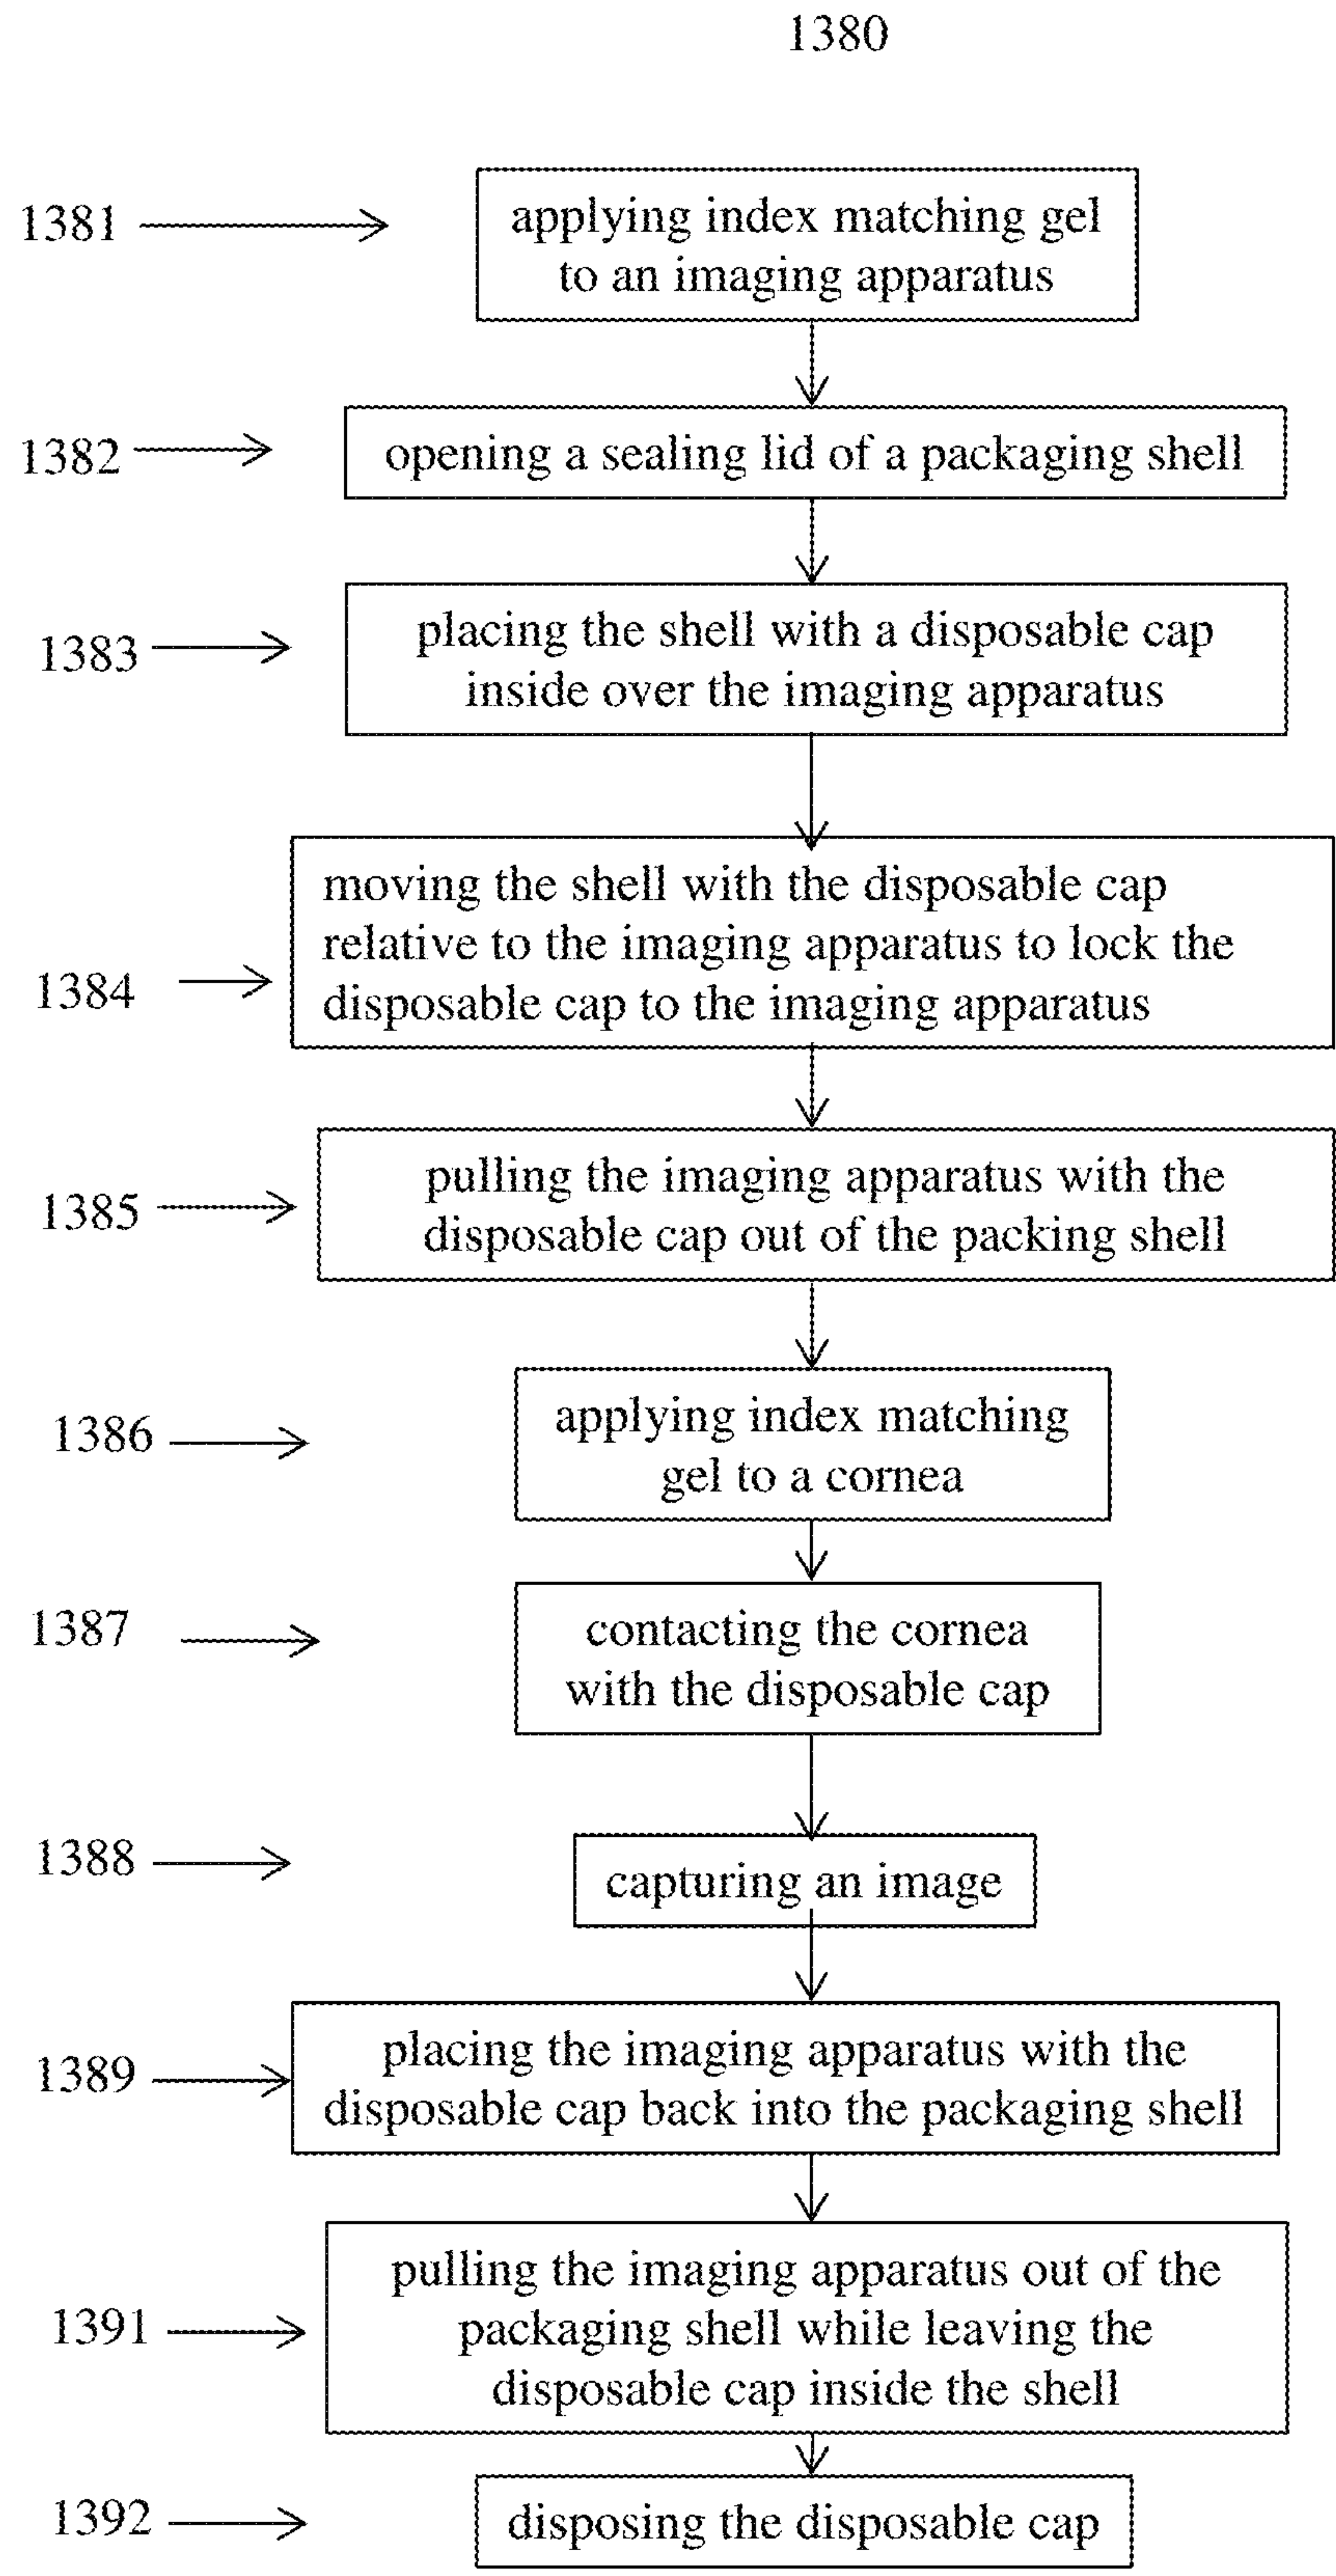 1380
1381
applying index matching gel
to an imaging apparatus
1382
opening a sealing lid of a packaging shell
1383
placing the shell with a disposable cap
inside over the imaging apparatus
1384
moving the shell with the disposable cap
relative to the imaging apparatus to lock the
disposable cap to the imaging apparatus
1385
pulling the imaging apparatus with the
disposable cap out of the packing shell
1386
applying index matching
gel to a cornea
1387
contacting the cornea
with the disposable cap
1388
capturing an image
1389
placing the imaging apparatus with the
disposable cap back into the packaging shell
1391
pulling the imaging apparatus out of the
packaging shell while leaving the
disposable cap inside the shell
1392
disposing the disposable cap